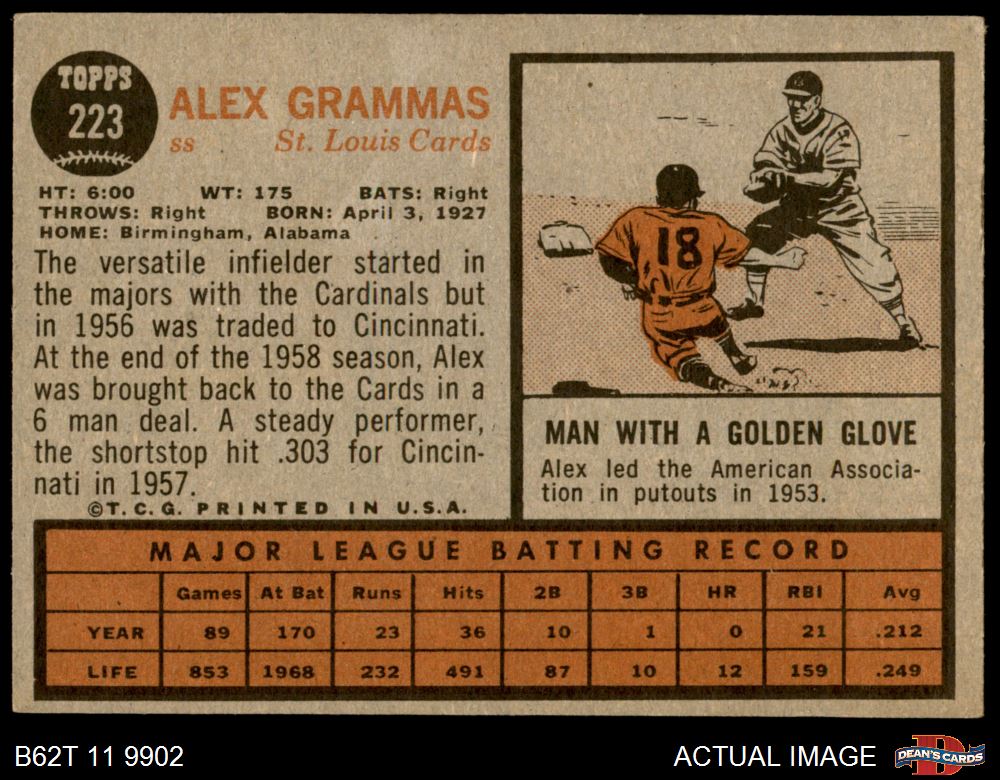 TOPPS
223
ALEX GRAMMAS
ss St. Louis Cards
HT: 6:00 WT: 175 BATS: Right
THROWS: Right BORN: April 3, 1927
HOME: Birmingham, Alabama
The versatile infielder started in
the majors with the Cardinals but
in 1956 was traded to Cincinnati.
At the end of the 1958 season, Alex
was brought back to the Cards in a
6 man deal. A steady performer,
the shortstop hit .303 for Cincin-
nati in 1957.
©T.C.G. PRINTED IN U.S.A.
18
MAN WITH A GOLDEN GLOVE
Alex led the American Associa-
tion in putouts in 1953.
MAJOR LEAGUE BATTING RECORD
Games At Bat Runs Hits 2B 3B HR RBI Avg
YEAR 89 170 23 36 10 1 0 21 .212
LIFE 853 1968 232 491 87 10 12 159 .249
B62T 11 9902
ACTUAL IMAGE
DEAN'S CARDS